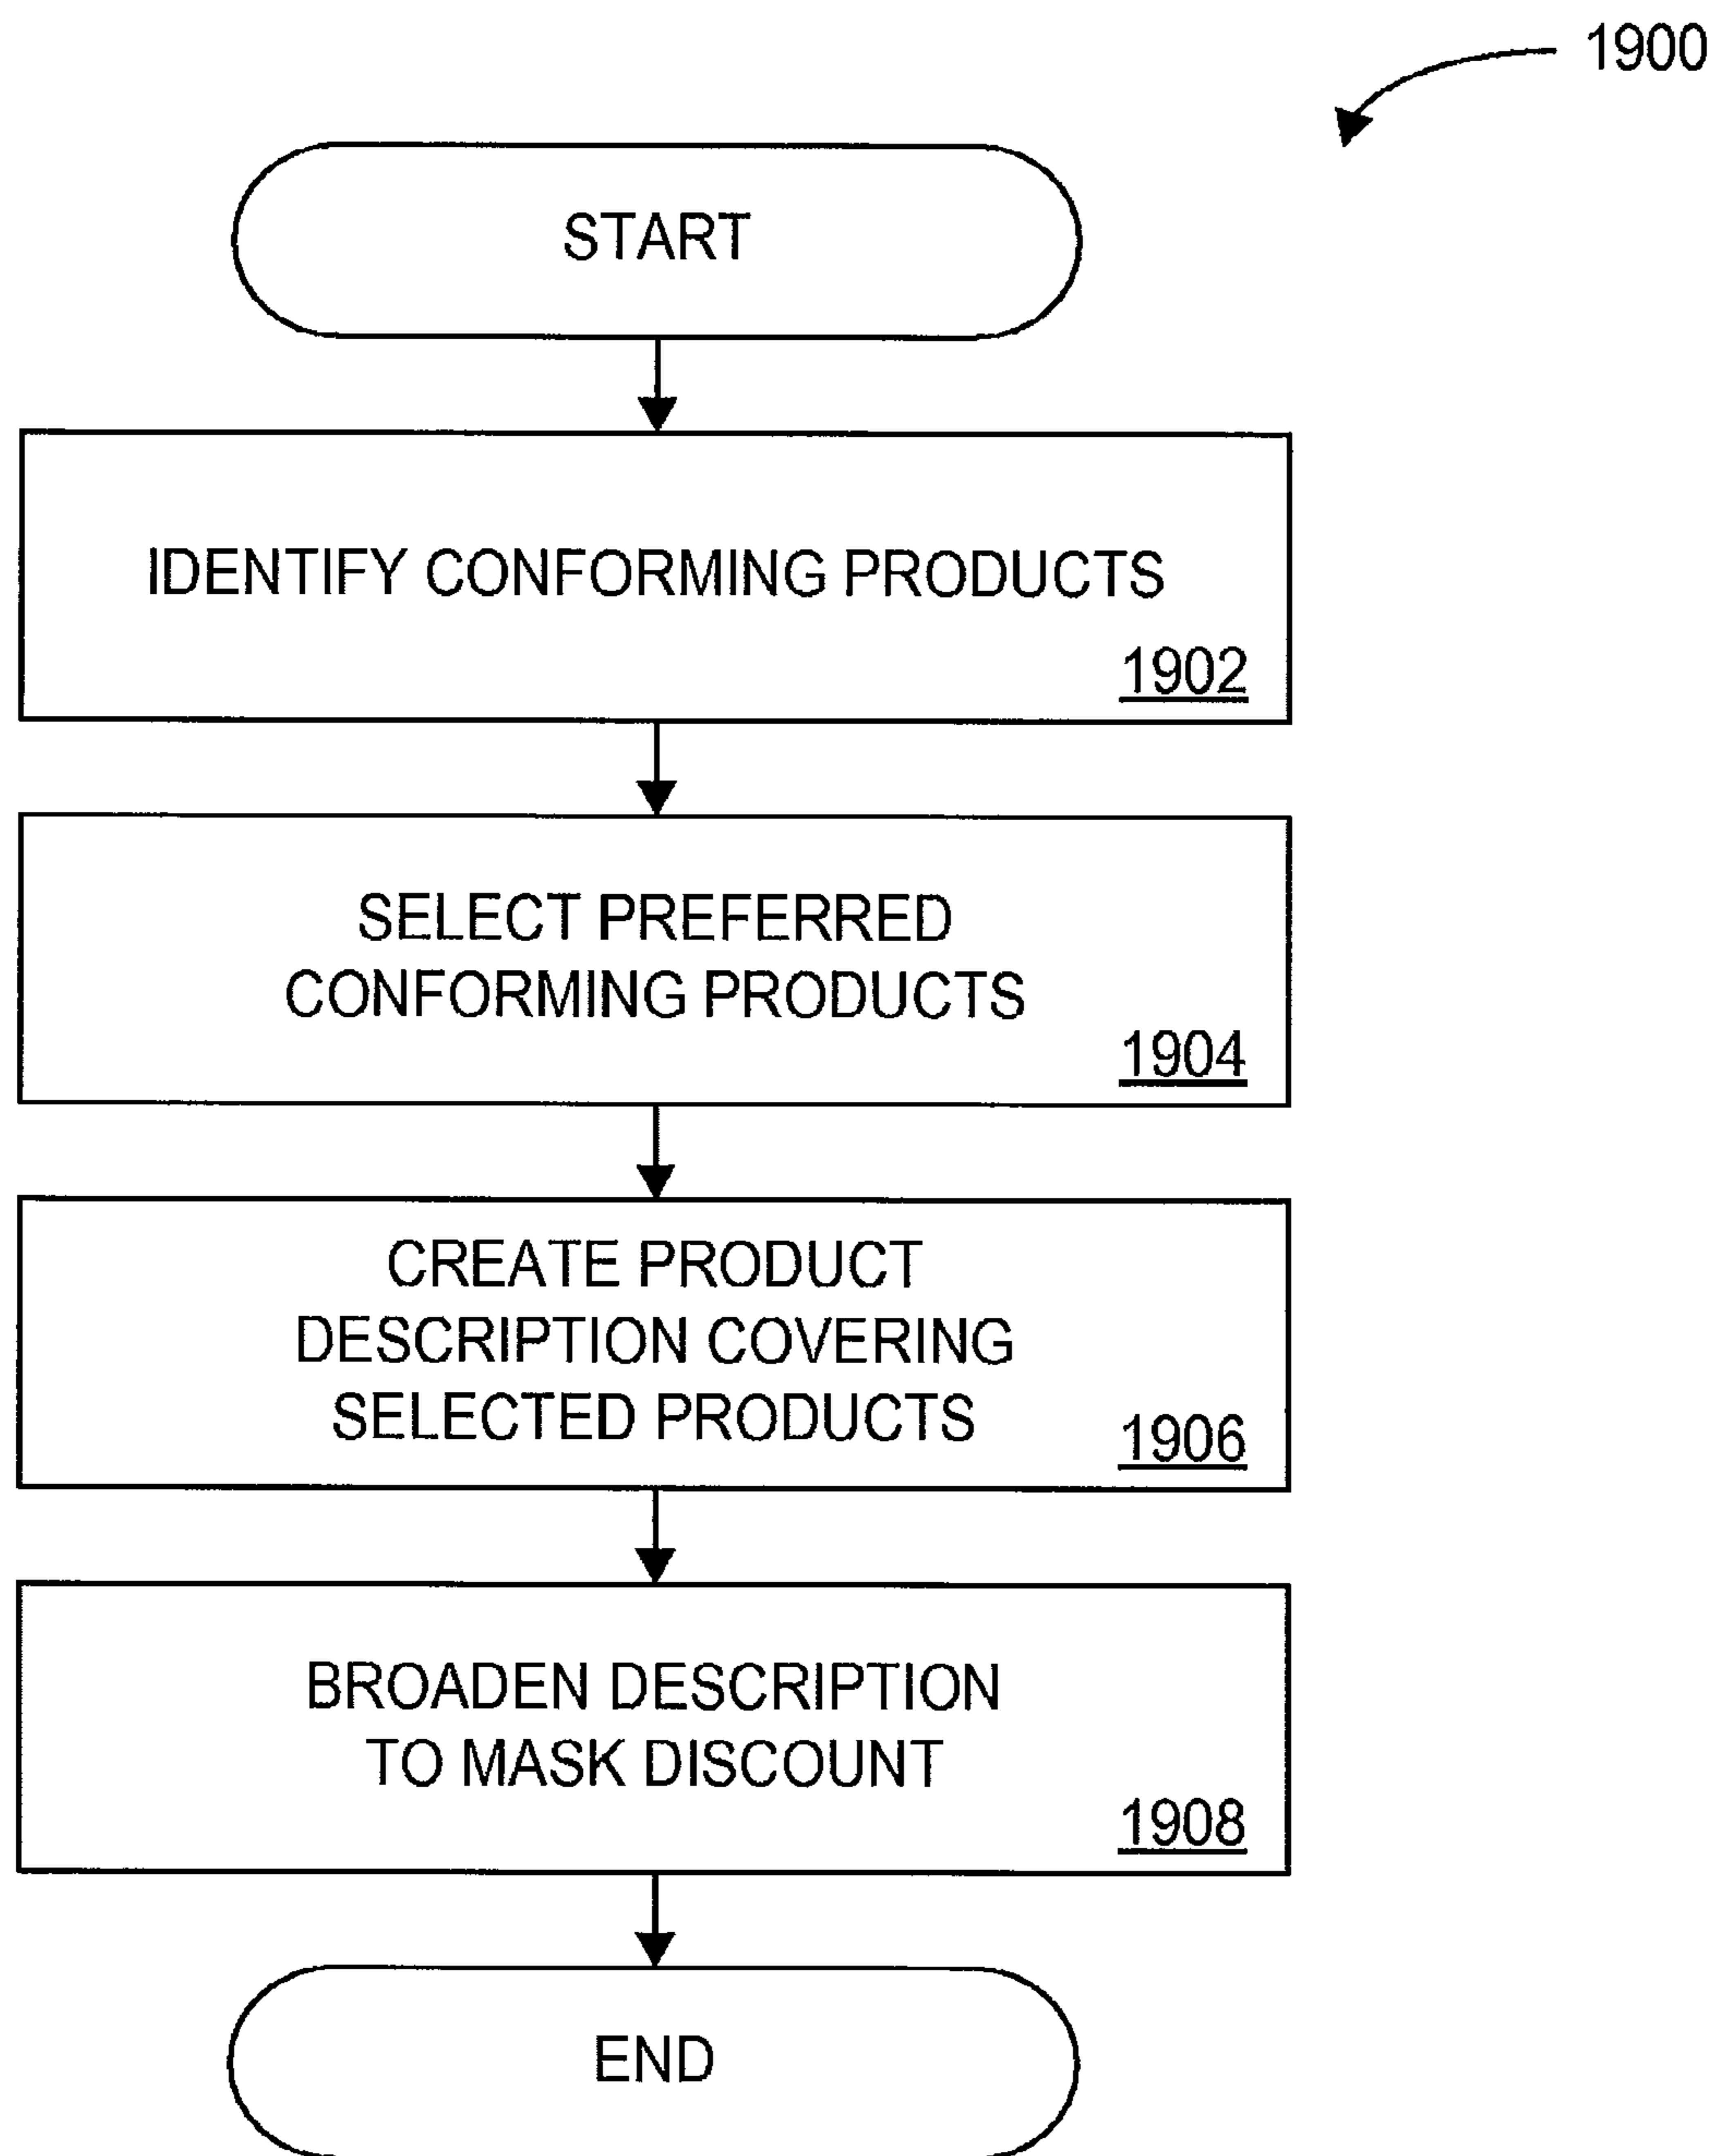 1900
START
IDENTIFY CONFORMING PRODUCTS
1902
SELECT PREFERRED
CONFORMING PRODUCTS
1904
CREATE PRODUCT
DESCRIPTION COVERING
SELECTED PRODUCTS
1906
BROADEN DESCRIPTION
TO MASK DISCOUNT
1908
END